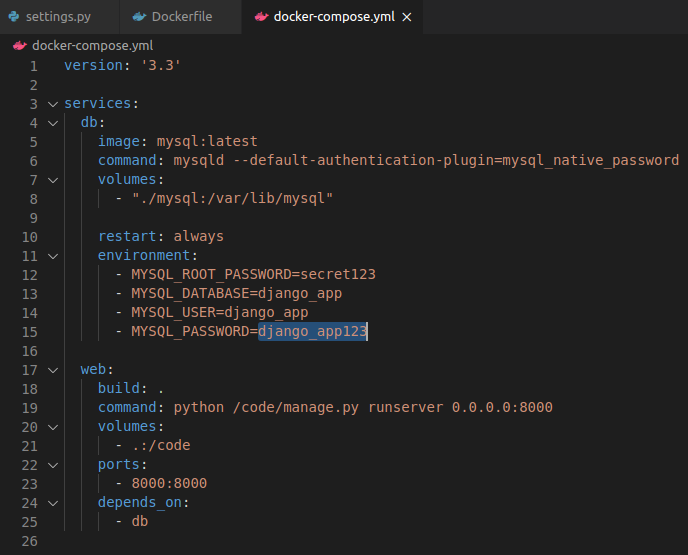 settings.py Dockerfile docker-compose.yml ×
docker-compose.yml
1 version: '3.3'
2
3 services:
4   db:
5     image: mysql:latest
6     command: mysqld --default-authentication-plugin=mysql_native_password
7     volumes:
8       - "./mysql:/var/lib/mysql"
9
10     restart: always
11     environment:
12       - MYSQL_ROOT_PASSWORD=secret123
13       - MYSQL_DATABASE=django_app
14       - MYSQL_USER=django_app
15       - MYSQL_PASSWORD=django_app123
16
17   web:
18     build: .
19     command: python /code/manage.py runserver 0.0.0.0:8000
20     volumes:
21       - .:/code
22     ports:
23       - 8000:8000
24     depends_on:
25       - db
26